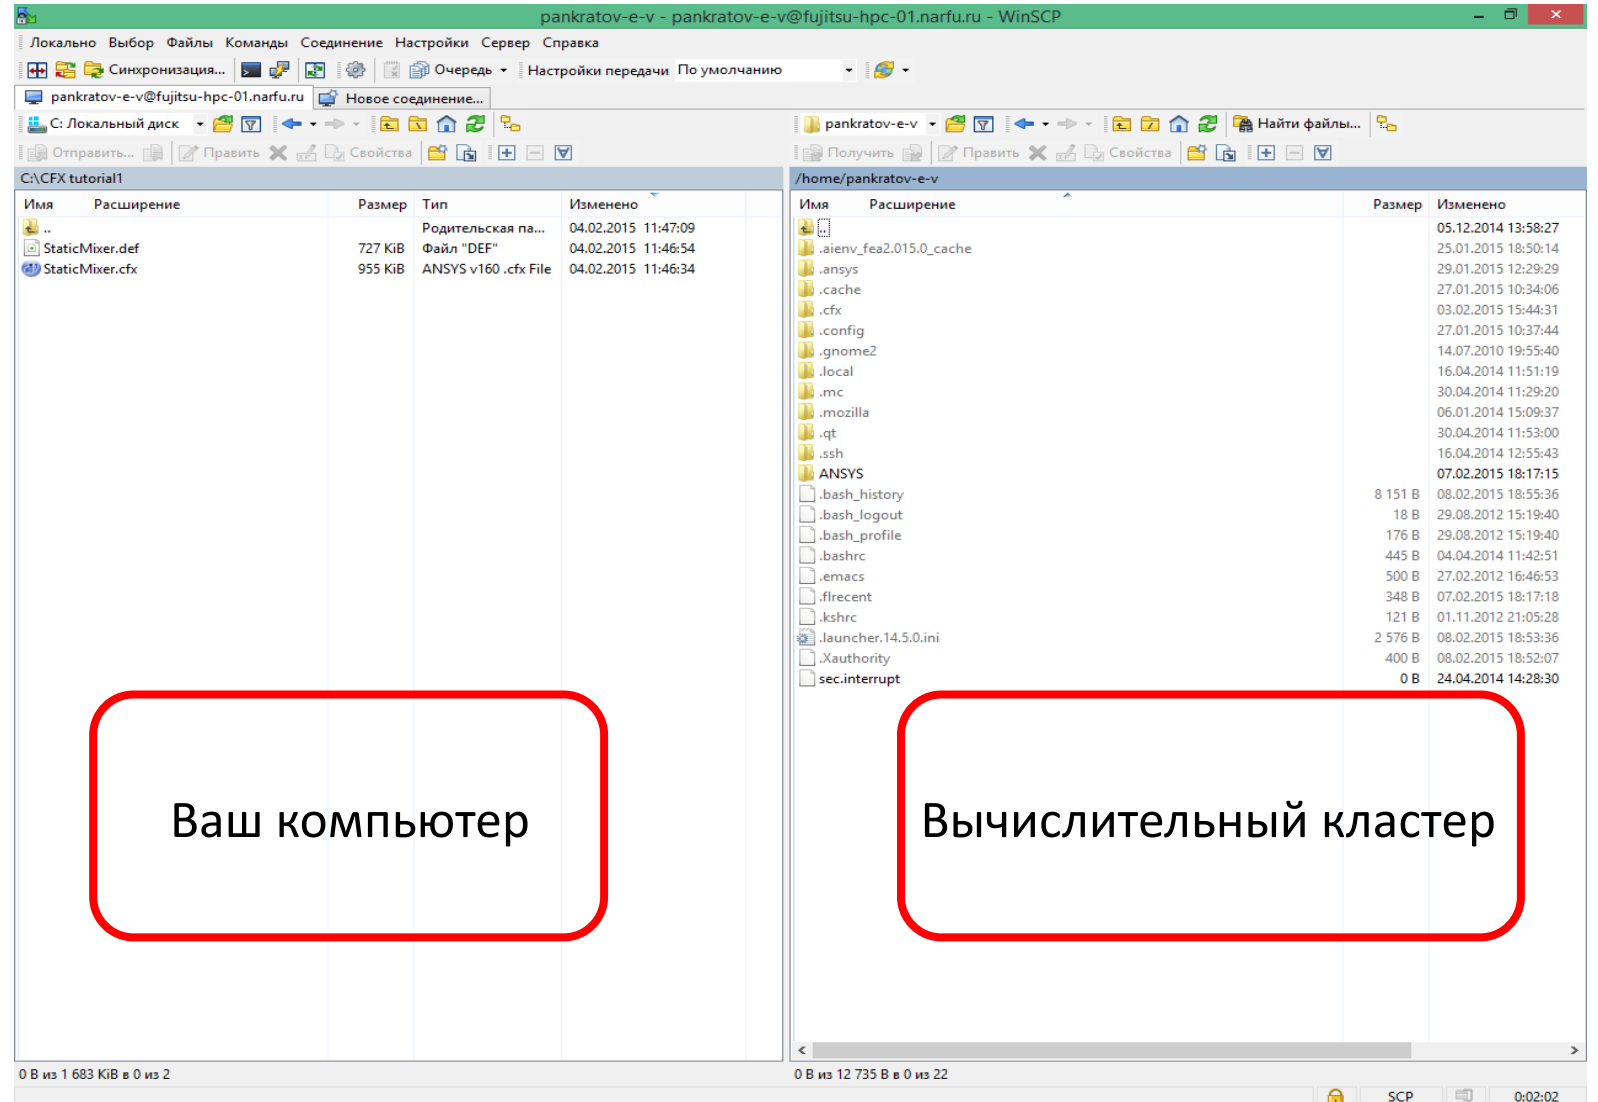 pankratov-e-v - pankratov-e-v@fujitsu-hpc-01.narfu.ru - WinSCP
Локально Выбор Файлы Команды Соединение Настройки Сервер Справка
Синхронизация... Очередь Настройки передачи По умолчанию
pankratov-e-v@fujitsu-hpc-01.narfu.ru Новое соединение...
C: Локальный диск
Отправить... Править Свойства
C:\CFX tutorial1
Имя Расширение Размер Тип Изменено
.. Родительская па... 04.02.2015 11:47:09
StaticMixer.def 727 KiB Файл "DEF" 04.02.2015 11:46:54
StaticMixer.cfx 955 KiB ANSYS v160 .cfx File 04.02.2015 11:46:34
Ваш компьютер
0 B из 1 683 KiB в 0 из 2
pankratov-e-v Найти файлы...
Получить Править Свойства
/home/pankratov-e-v
Имя Расширение Размер Изменено
.. 05.12.2014 13:58:27
.aienv_fea2.015.0_cache 25.01.2015 18:50:14
.ansys 29.01.2015 12:29:29
.cache 27.01.2015 10:34:06
.cfx 03.02.2015 15:44:31
.config 27.01.2015 10:37:44
.gnome2 14.07.2010 19:55:40
.local 16.04.2014 11:51:19
.mc 30.04.2014 11:29:20
.mozilla 06.01.2014 15:09:37
.qt 30.04.2014 11:53:00
.ssh 16.04.2014 12:55:43
ANSYS 07.02.2015 18:17:15
.bash_history 8 151 B 08.02.2015 18:55:36
.bash_logout 18 B 29.08.2012 15:19:40
.bash_profile 176 B 29.08.2012 15:19:40
.bashrc 445 B 04.04.2014 11:42:51
.emacs 500 B 27.02.2012 16:46:53
.flrecent 348 B 07.02.2015 18:17:18
.kshrc 121 B 01.11.2012 21:05:28
.launcher.14.5.0.ini 2 576 B 08.02.2015 18:53:36
.Xauthority 400 B 08.02.2015 18:52:07
sec.interrupt 0 B 24.04.2014 14:28:30
Вычислительный кластер
0 B из 12 735 B в 0 из 22
SCP 0:02:02